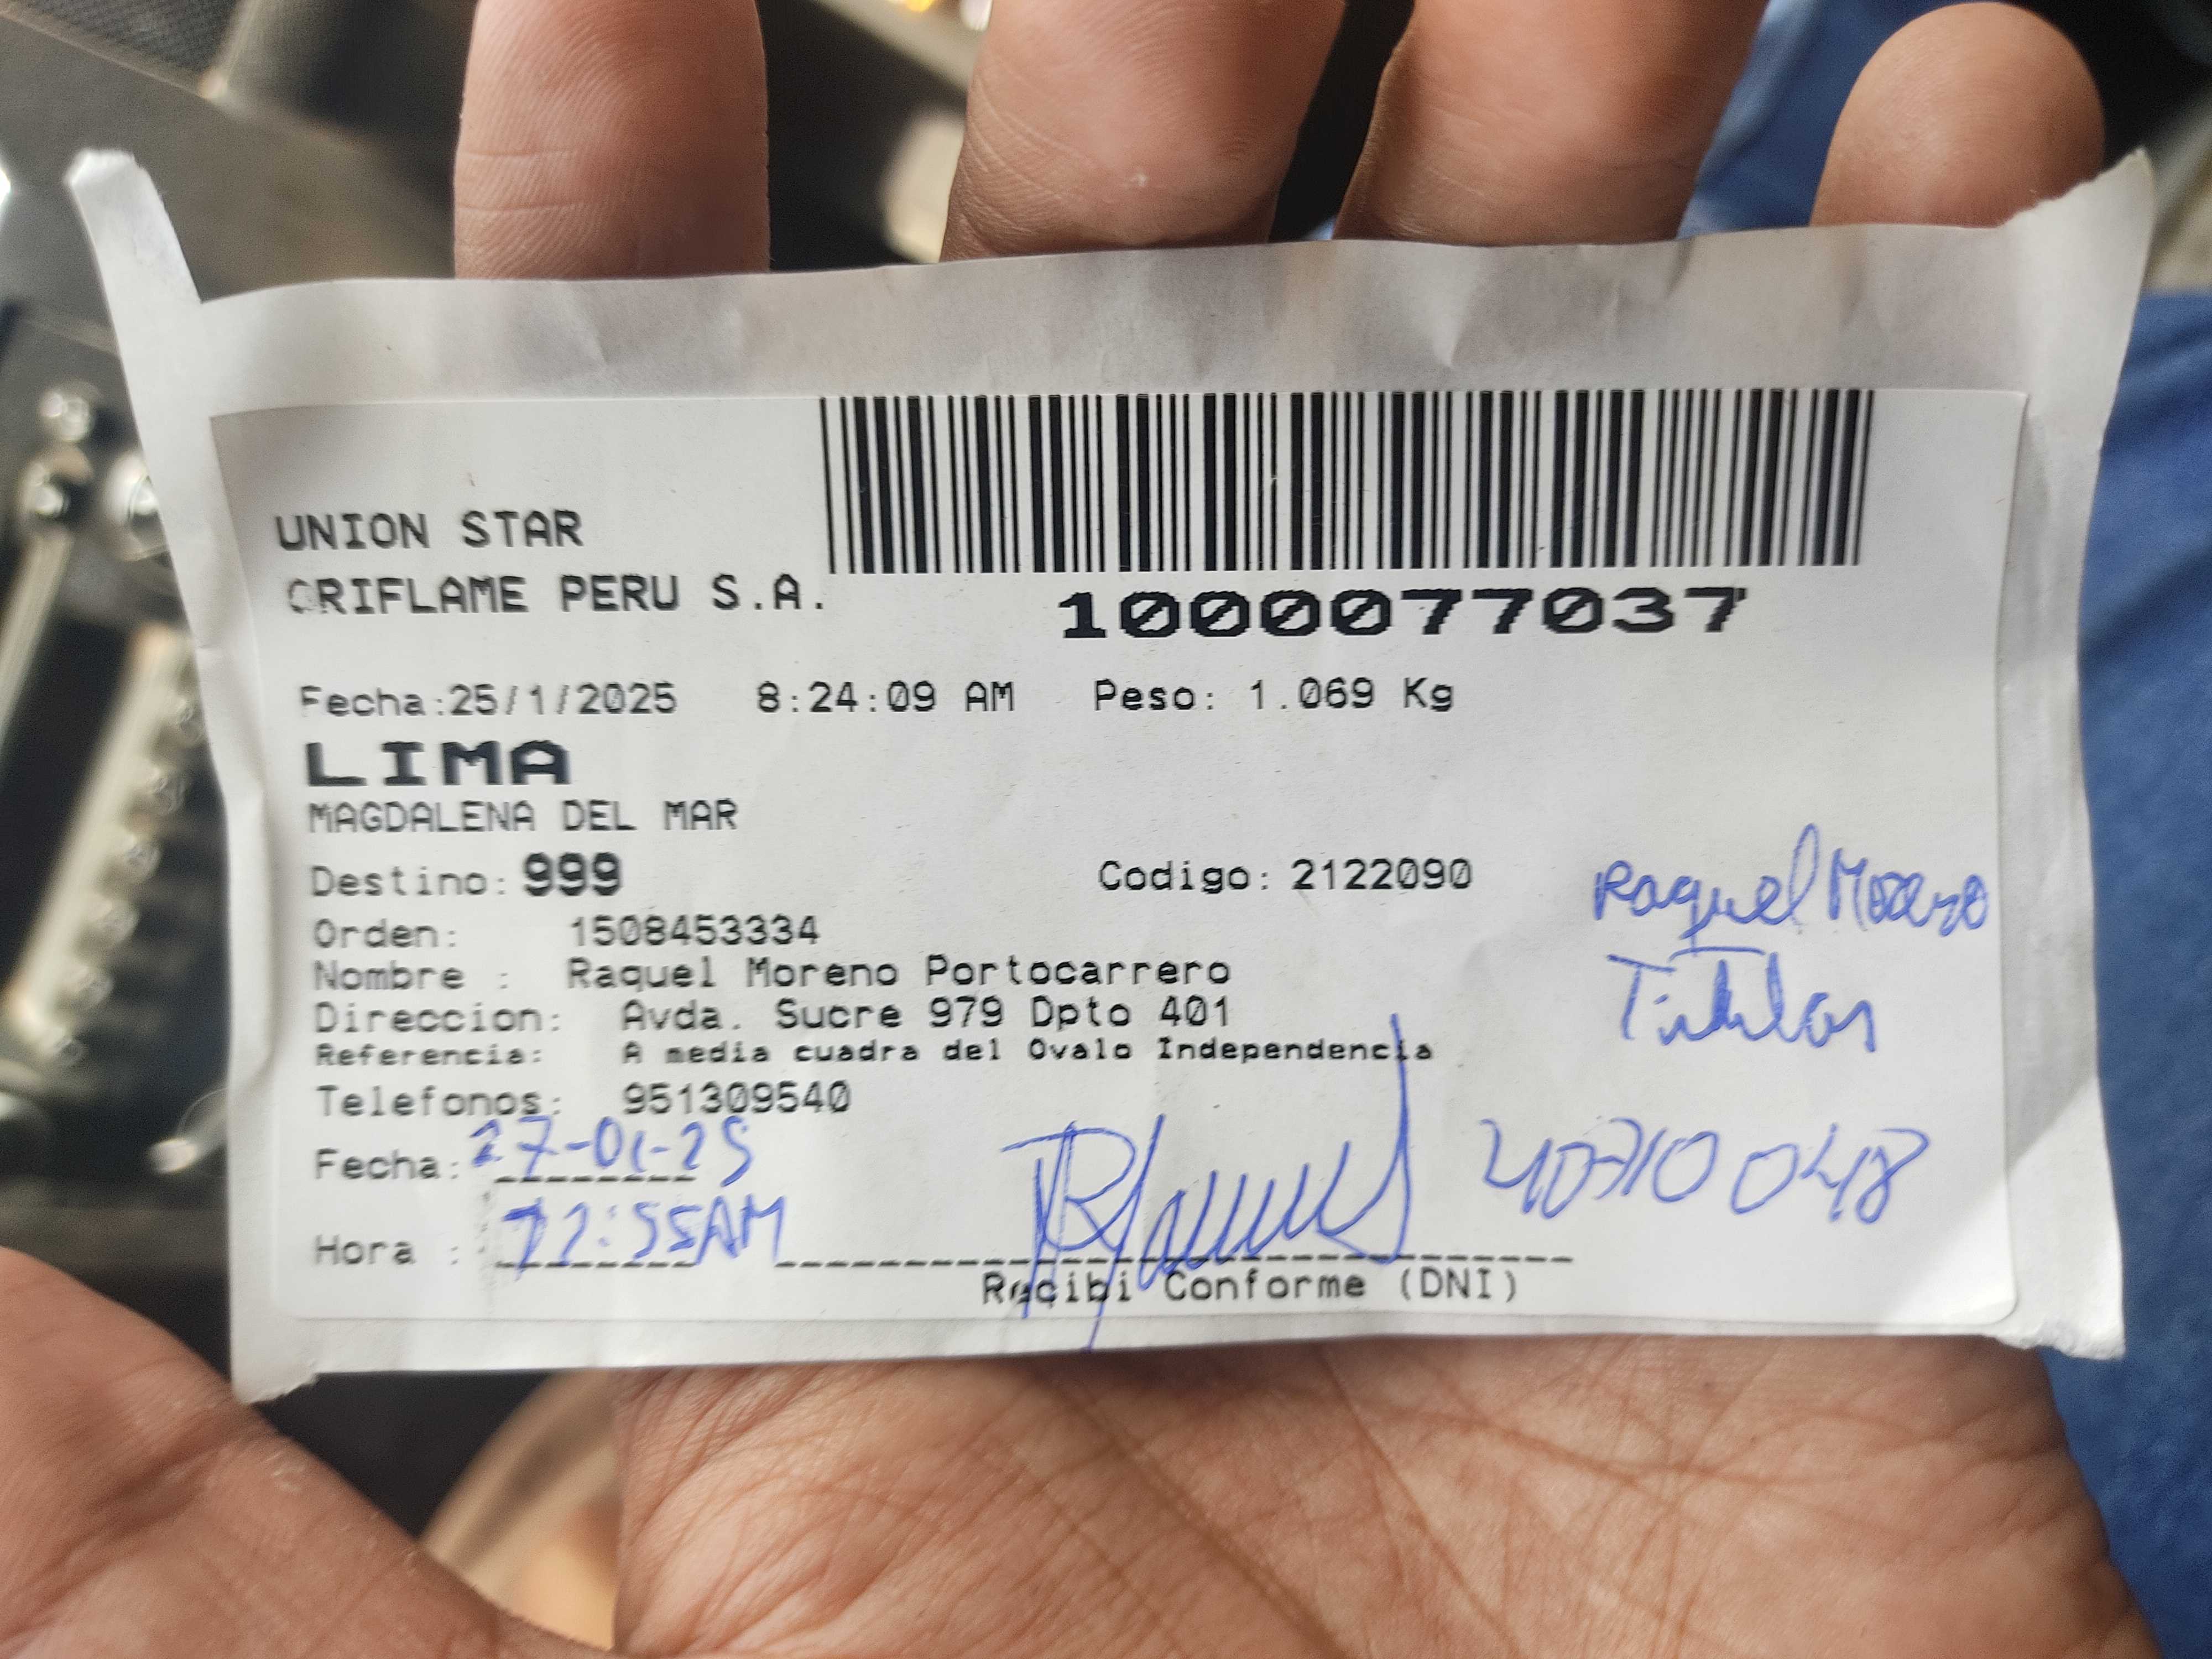 UNION STAR
ORIFLAME PERU S.A.
1000077037
Fecha:25/1/2025 8:24:09 AM Peso: 1.069 Kg
LIMA
MAGDALENA DEL MAR
Destino: 999 Codigo: 2122090
Raquel Moreno
Orden: 1508453334
Titular
Nombre : Raquel Moreno Portocarrero
Direccion: Avda. Sucre 979 Dpto 401
Referencia: A media cuadra del Ovalo Independencia
Telefonos: 951309540
Fecha: 27-01-25
40710048
Hora : 11:55AM
Recibi Conforme (DNI)